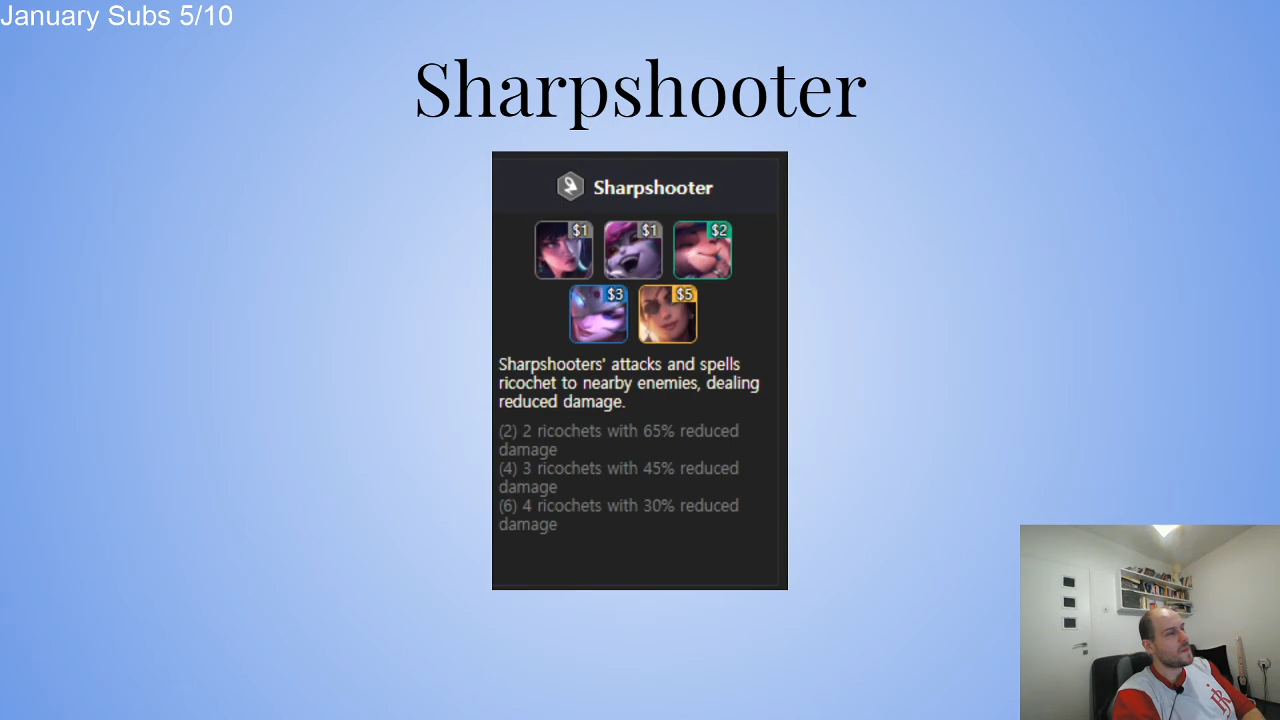 January Subs 5/10
Sharpshooter
Sharpshooter
$1 $1 $2
$3 $5
Sharpshooters' attacks and spells
ricochet to nearby enemies, dealing
reduced damage.
(2) 2 ricochets with 65% reduced
damage
(4) 3 ricochets with 45% reduced
damage
(6) 4 ricochets with 30% reduced
damage